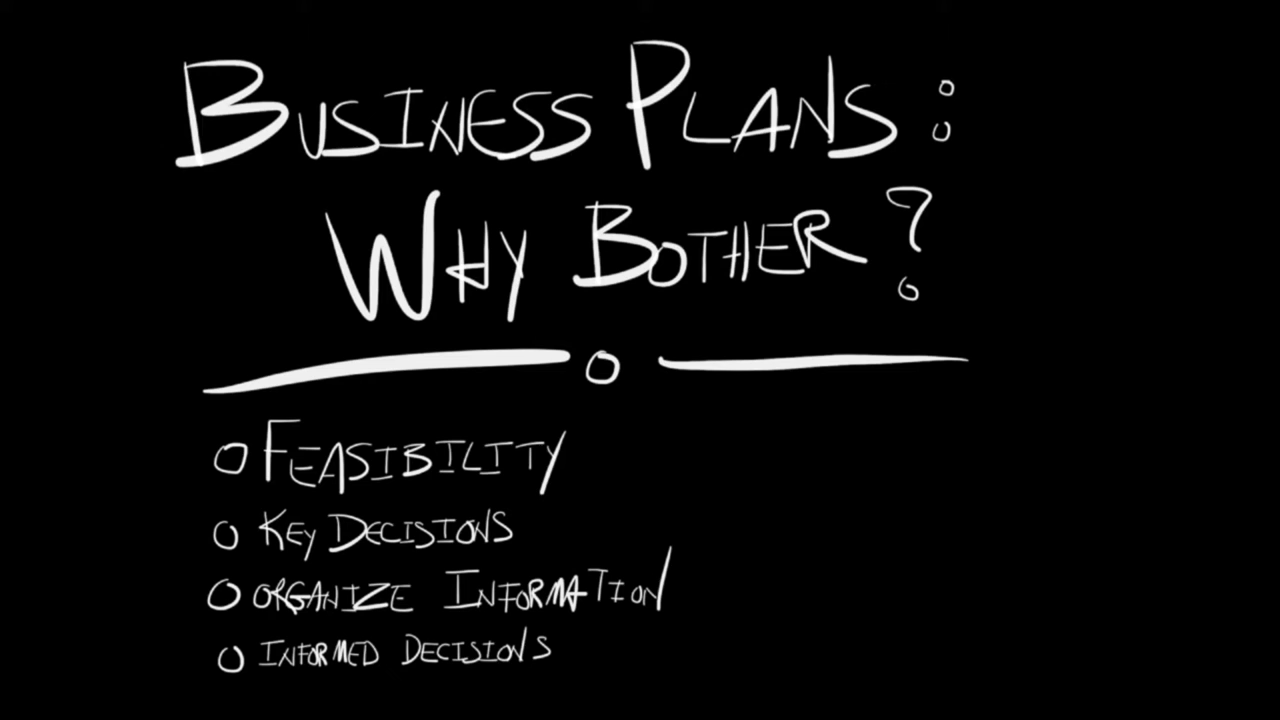 Business Plans:
Why Bother?
Feasibility
Key Decisions
Organize Information
Informed Decisions